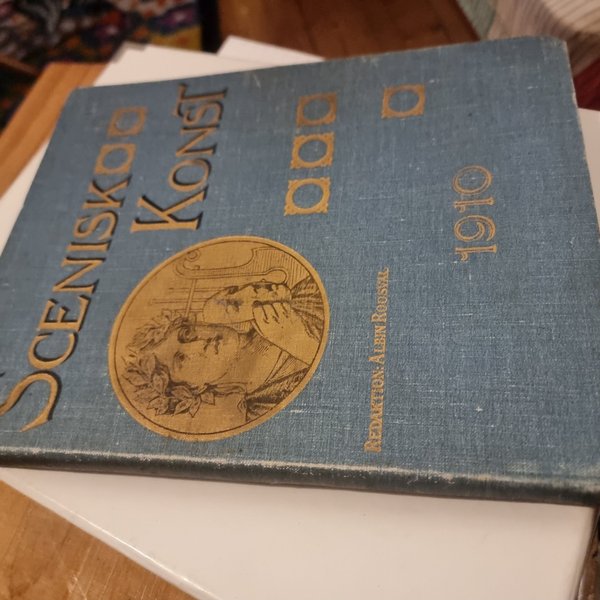 SCENISK
KONST
1910
REDAKTION: ALBIN ROOSVAL